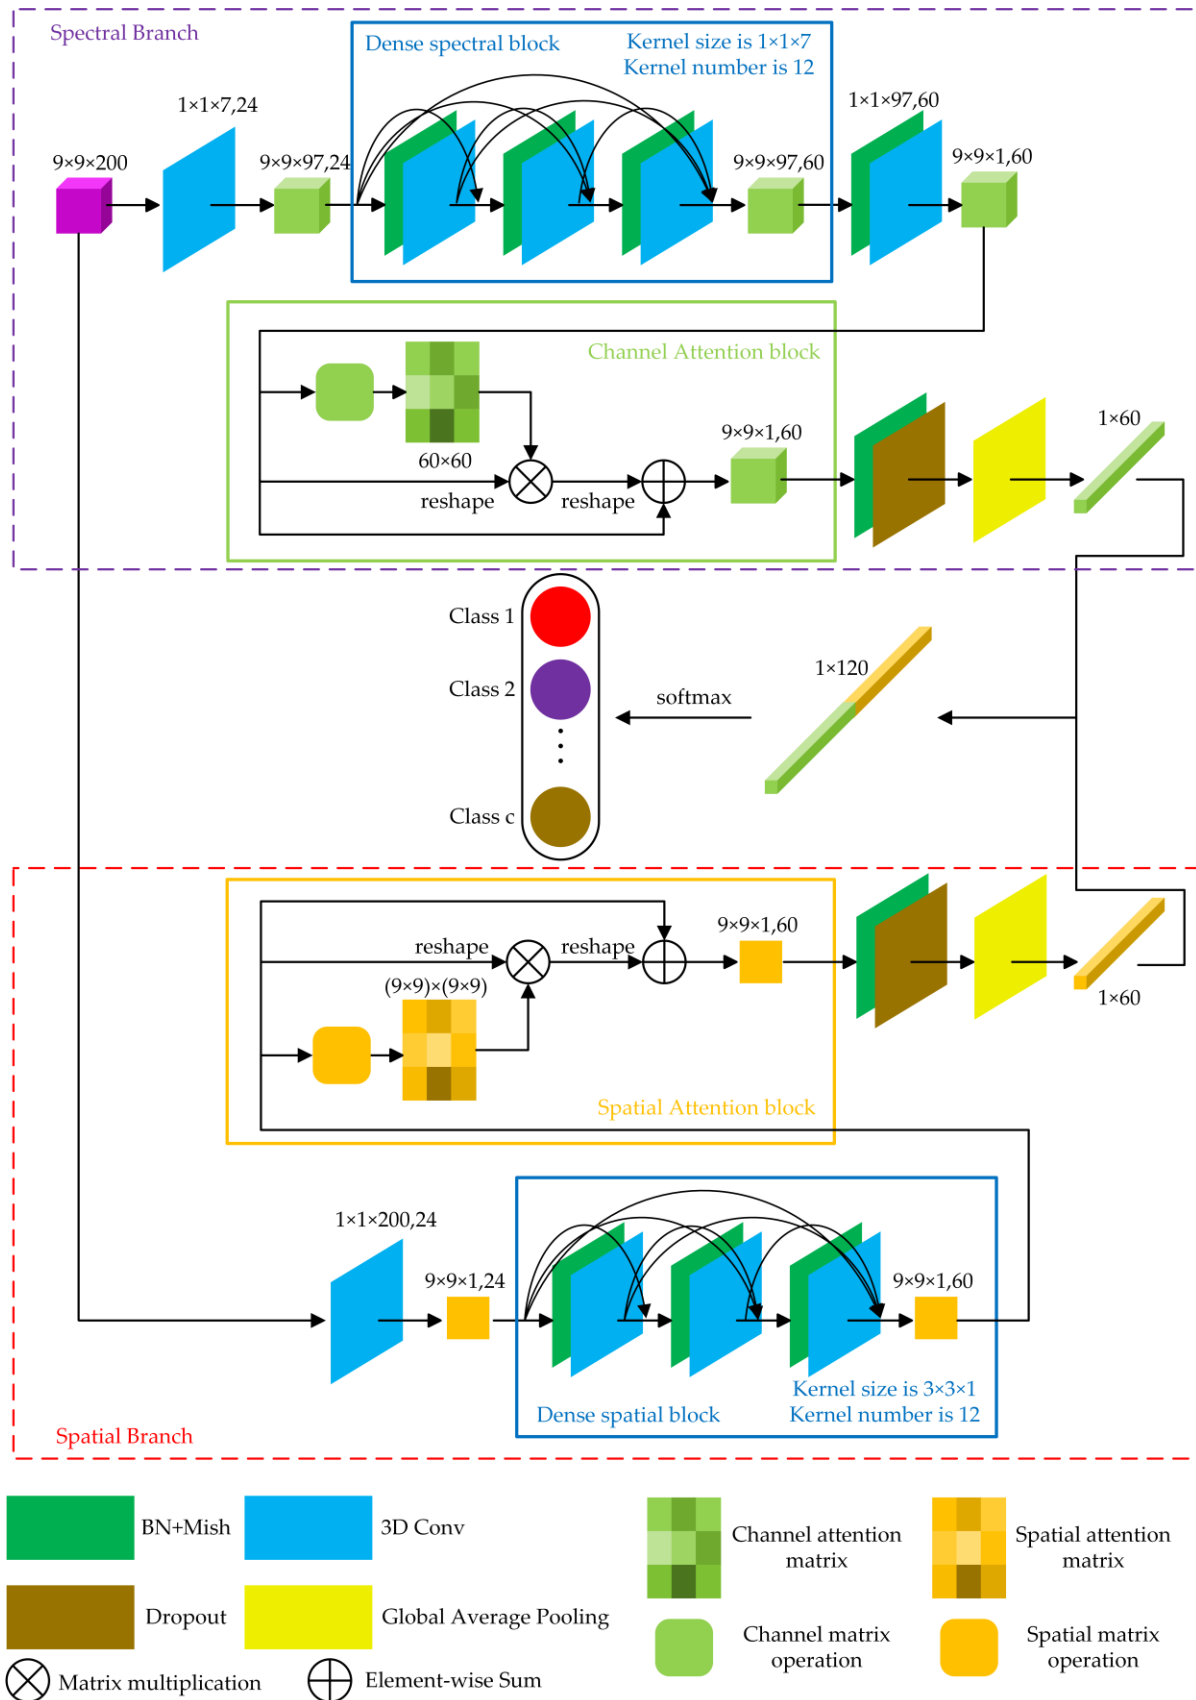 Spectral Branch
Dense spectral block
Kernel size is 1×1×7
Kernel number is 12
1×1×7,24
1×1×97,60
9×9×200
9×9×97,24
9×9×97,60
9×9×1,60
Channel Attention block
60×60
9×9×1,60
1×60
reshape
reshape
Class 1
Class 2
Class c
softmax
1×120
9×9×1,60
reshape
reshape
(9×9)×(9×9)
1×60
Spatial Attention block
1×1×200,24
9×9×1,24
9×9×1,60
Kernel size is 3×3×1
Kernel number is 12
Dense spatial block
Spatial Branch
BN+Mish
3D Conv
Channel attention
matrix
Spatial attention
matrix
Dropout
Global Average Pooling
Channel matrix
operation
Spatial matrix
operation
Matrix multiplication
Element-wise Sum